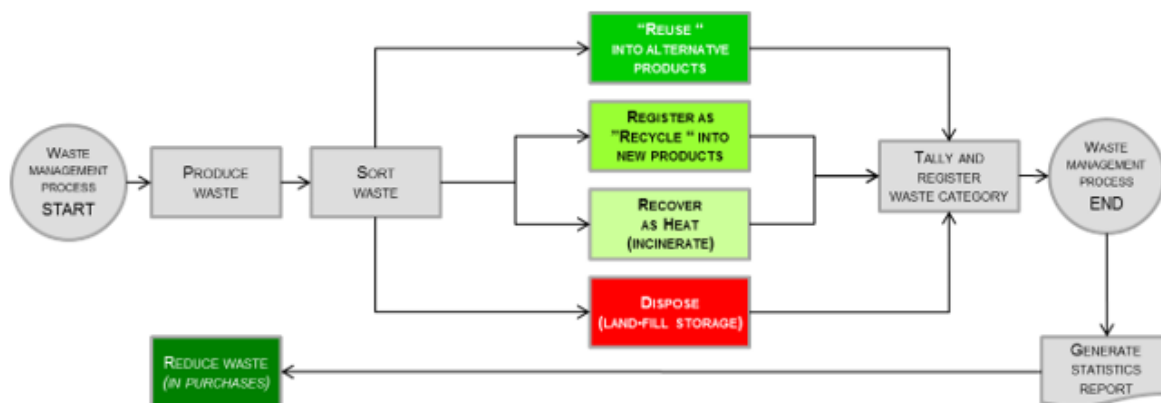 WASTE
MANAGEMENT
PROCESS
START
PRODUCE
WASTE
SORT
WASTE
"REUSE "
INTO ALTERNATVE
PRODUCTS
REGISTER AS
"RECYCLE " INTO
NEW PRODUCTS
RECOVER
AS HEAT
(INCINERATE)
DISPOSE
(LAND-FILL STORAGE)
TALLY AND
REGISTER
WASTE CATEGORY
WASTE
MANAGEMENT
PROCESS
END
GENERATE
STATISTICS
REPORT
REDUCE WASTE
(IN PURCHASES)